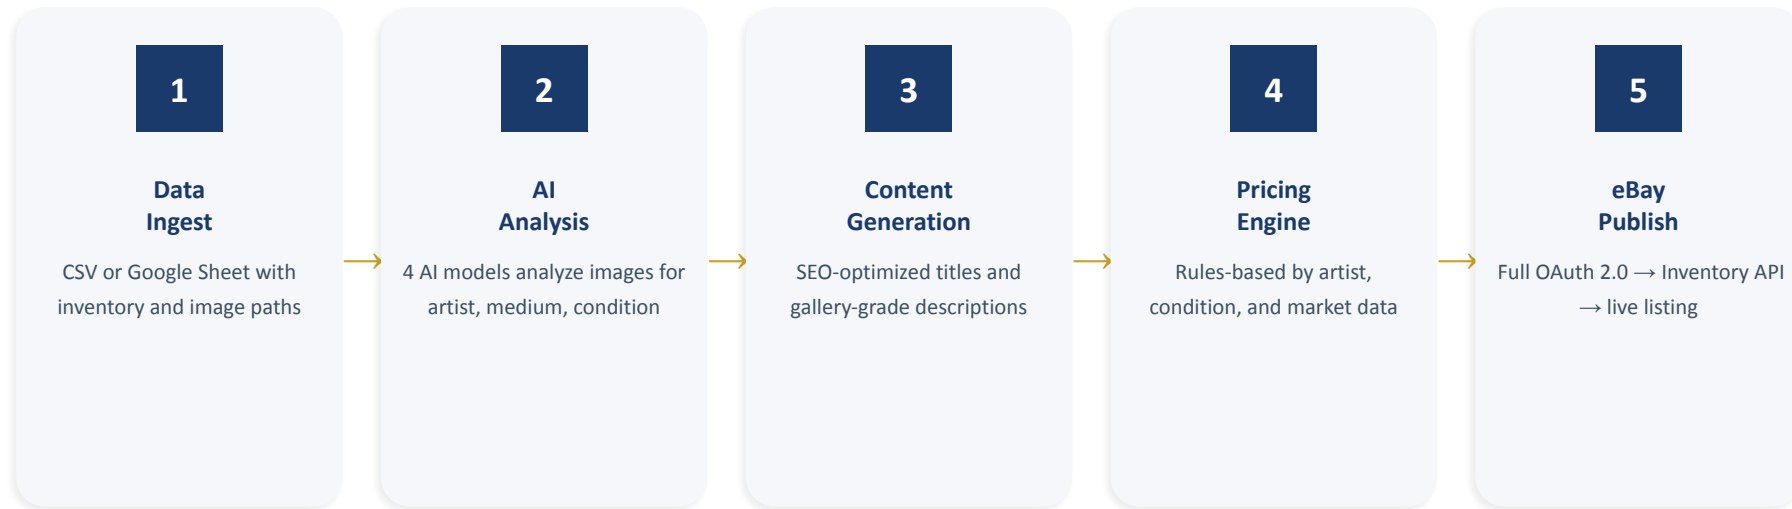 1
Data
Ingest
CSV or Google Sheet with
inventory and image paths
2
AI
Analysis
4 AI models analyze images for
artist, medium, condition
3
Content
Generation
SEO-optimized titles and
gallery-grade descriptions
4
Pricing
Engine
Rules-based by artist,
condition, and market data
5
eBay
Publish
Full OAuth 2.0 → Inventory API
→ live listing